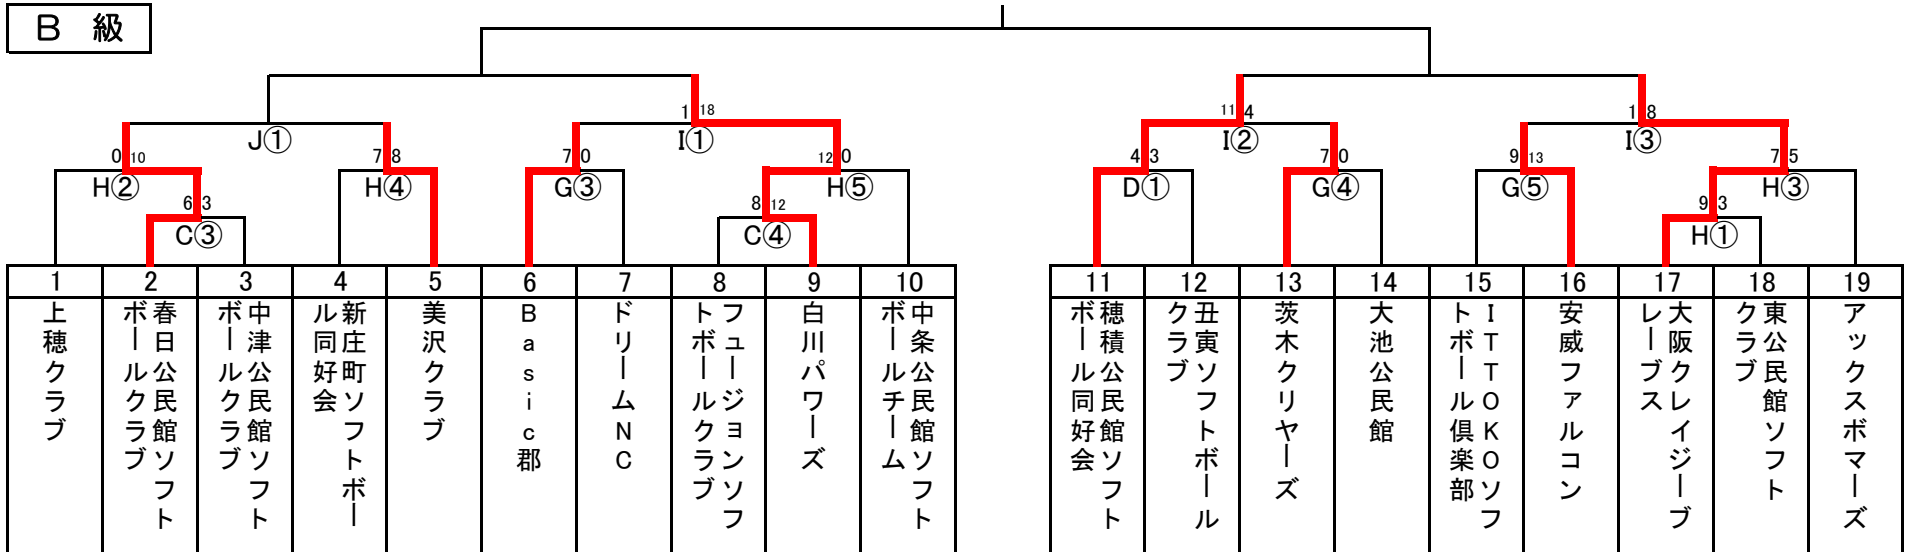 B 級
1 18
11 4
1 8
J①
I①
I②
I③
0 10
7 8
7 0
12 0
4 3
7 0
9 13
7 5
H②
H④
G③
H⑤
D①
G④
G⑤
H③
6 3
8 12
9 3
C③
C④
H①
1 2 3 4 5 6 7 8 9 10 11 12 13 14 15 16 17 18 19
上穂クラブ
春日公民館ソフト
ボールクラブ
中津公民館ソフト
ボールクラブ
新庄町ソフトボー
ル同好会
美沢クラブ
Basic郡
ドリームNC
フュージョンソフ
トボールクラブ
白川パワーズ
中条公民館ソフト
ボールチーム
穂積公民館ソフト
ボール同好会
丑寅ソフトボール
クラブ
茨木クリヤーズ
大池公民館
ITTOKOソフ
トボール倶楽部
安威ファルコン
大阪クレイジーブ
レーブス
東公民館ソフト
クラブ
アックスボマーズ